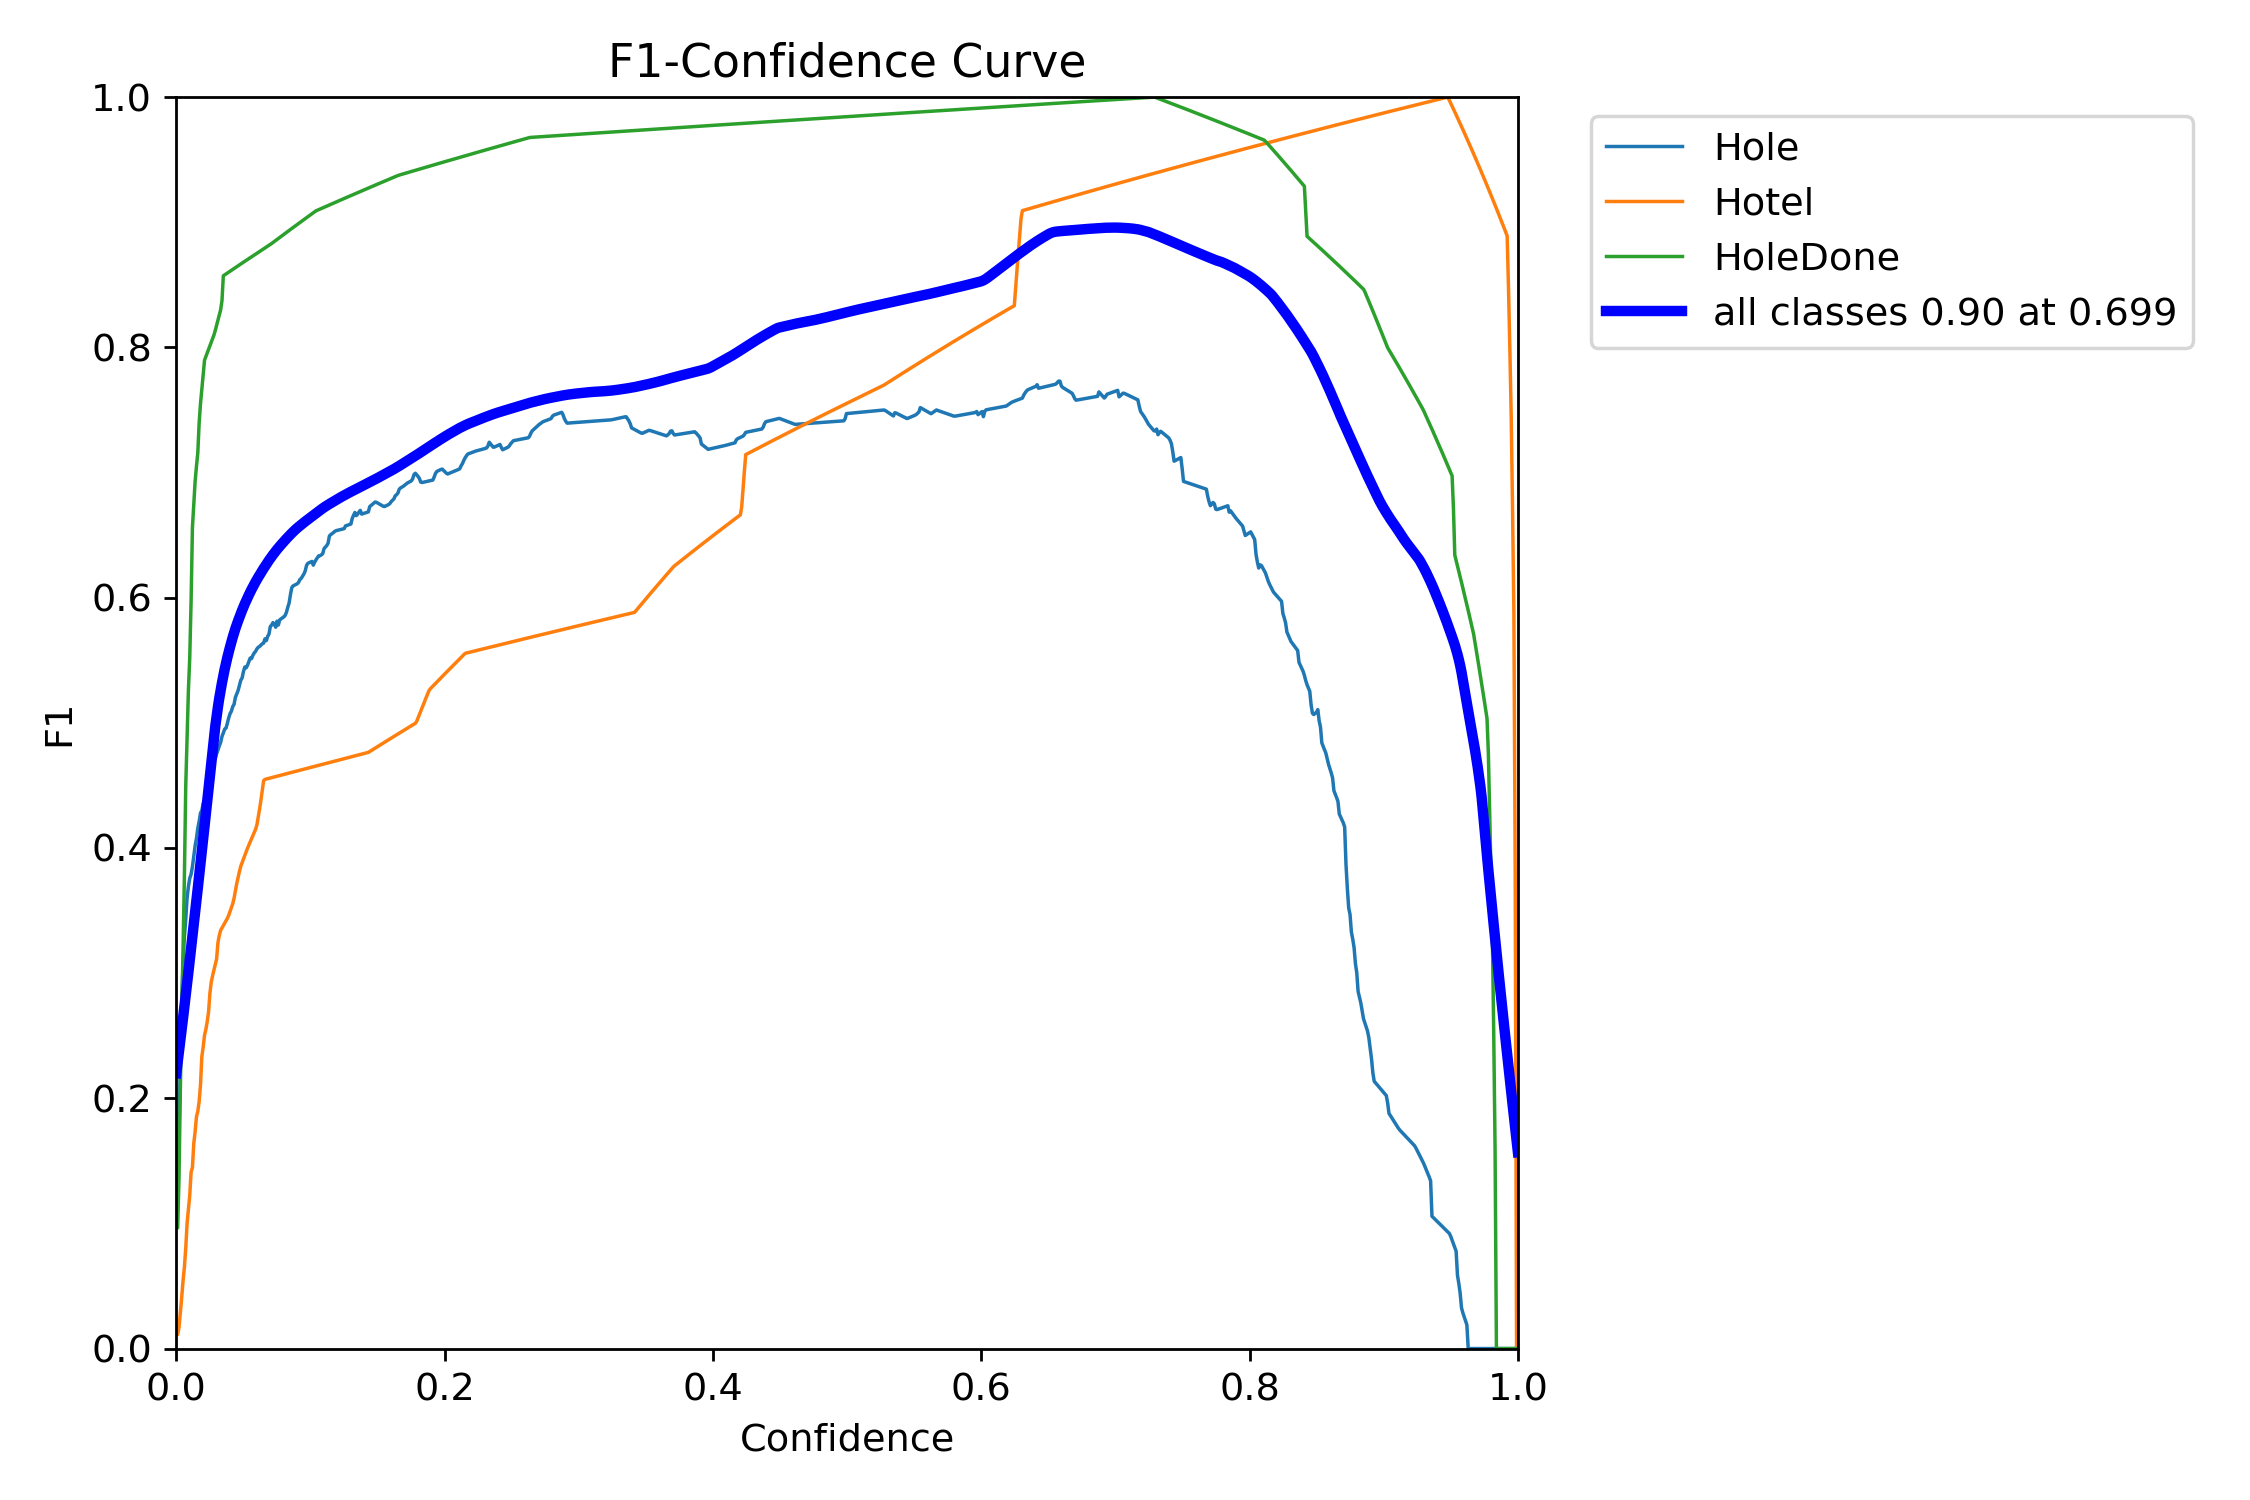 F1-Confidence Curve
1.0
0.8
0.6
0.4
0.2
0.0
F1
0.0 0.2 0.4 0.6 0.8 1.0
Confidence
Hole
Hotel
HoleDone
all classes 0.90 at 0.699